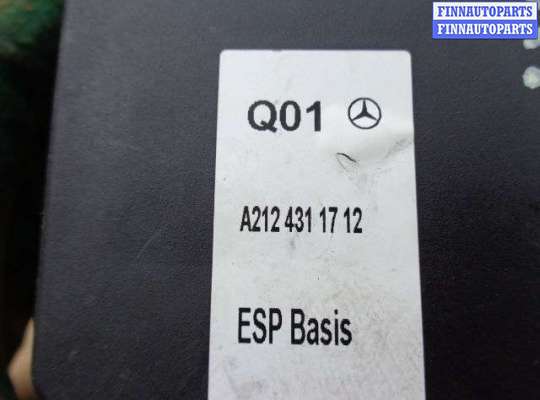 FINNAUTOPARTS
FINNAUTOPARTS
Q01
A212 431 17 12
ESP Basis